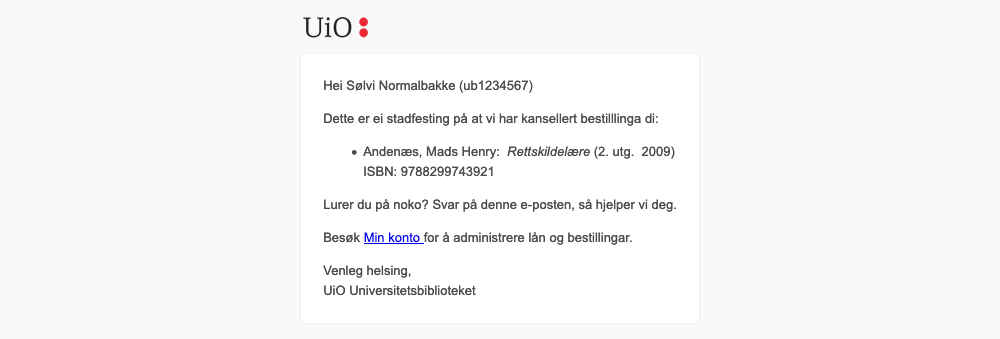 UiO
Hei Sølvi Normalbakke (ub1234567)
Dette er ei stadfesting på at vi har kansellert bestilllinga di:
• Andenæs, Mads Henry: Rettskildelære (2. utg. 2009)
ISBN: 9788299743921
Lurer du på noko? Svar på denne e-posten, så hjelper vi deg.
Besøk Min konto for å administrere lån og bestillingar.
Venleg helsing,
UiO Universitetsbiblioteket